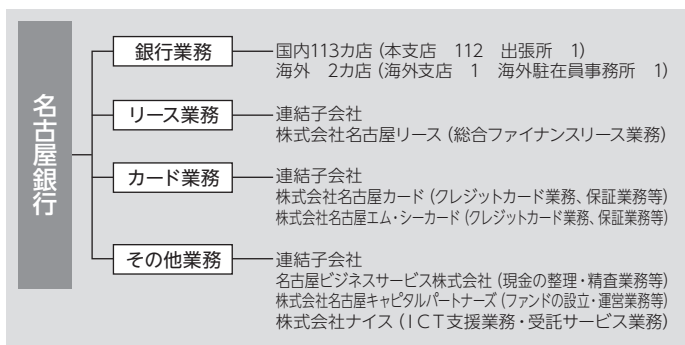 名古屋銀行
銀行業務
国内113カ店（本支店　112　出張所　1）
海外　2カ店（海外支店　1　海外駐在員事務所　1）
リース業務
連結子会社
株式会社名古屋リース（総合ファイナンスリース業務）
カード業務
連結子会社
株式会社名古屋カード（クレジットカード業務、保証業務等）
株式会社名古屋エム・シーカード（クレジットカード業務、保証業務等）
その他業務
連結子会社
名古屋ビジネスサービス株式会社（現金の整理・精査業務等）
株式会社名古屋キャピタルパートナーズ（ファンドの設立・運営業務等）
株式会社ナイス（ＩＣＴ支援業務・受託サービス業務）